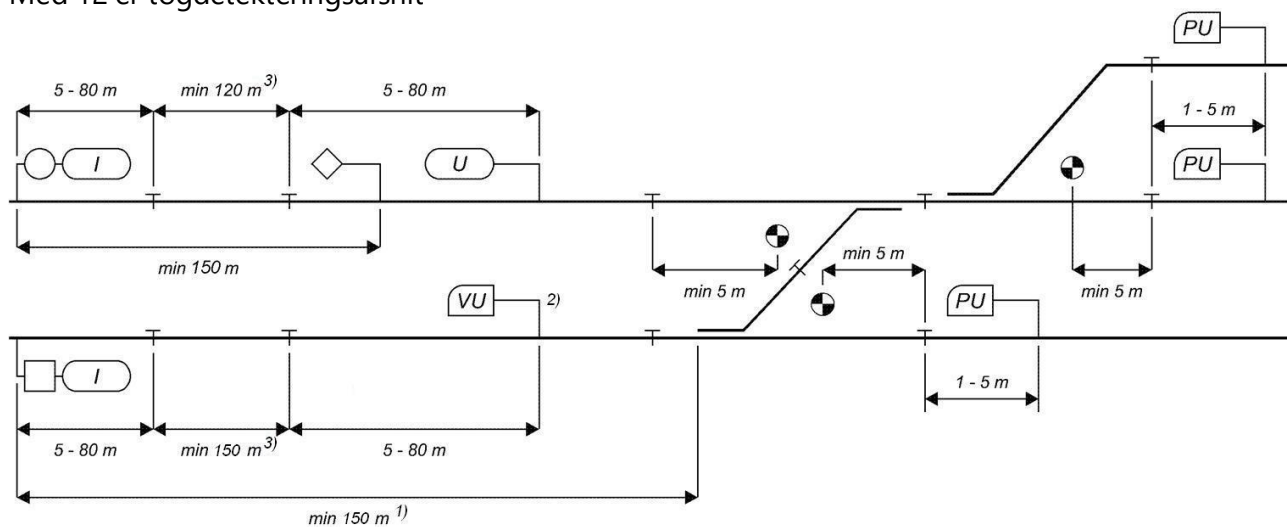 Med 12 er togdetekteringsafsnit
PU
5 - 80 m
min 120 m 3)
5 - 80 m
1 - 5 m
I
U
PU
min 150 m
min 5 m
min 5 m
min 5 m
VU
2)
PU
I
1 - 5 m
5 - 80 m
min 150 m 3)
5 - 80 m
min 150 m 1)